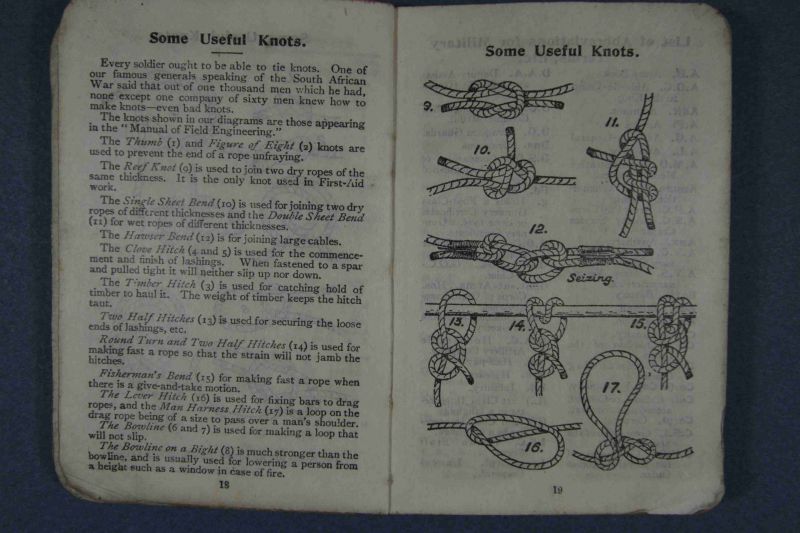 Some Useful Knots.
Every soldier ought to be able to tie knots. One of
our famous generals speaking of the South African
War said that out of one thousand men which he had,
none except one company of sixty men knew how to
make knots—even bad knots.
The knots shown in our diagrams are those appearing
in the "Manual of Field Engineering."
The Thumb (1) and Figure of Eight (2) knots are
used to prevent the end of a rope unfraying.
The Reef Knot (9) is used to join two dry ropes of the
same thickness. It is the only knot used in First-Aid
work.
The Single Sheet Bend (10) is used for joining two dry
ropes of different thicknesses and the Double Sheet Bend
(11) for wet ropes of different thicknesses.
The Hawser Bend (12) is for joining large cables.
The Clove Hitch (4 and 5) is used for the commence-
ment and finish of lashings. When fastened to a spar
and pulled tight it will neither slip up nor down.
The Timber Hitch (3) is used for catching hold of
timber to haul it. The weight of timber keeps the hitch
taut.
Two Half Hitches (13) is used for securing the loose
ends of lashings, etc.
Round Turn and Two Half Hitches (14) is used for
making fast a rope so that the strain will not jamb the
hitches.
Fisherman's Bend (15) for making fast a rope when
there is a give-and-take motion.
The Lever Hitch (16) is used for fixing bars to drag
ropes, and the Man Harness Hitch (17) is a loop on the
drag rope being of a size to pass over a man's shoulder.
The Bowline (6 and 7) is used for making a loop that
will not slip.
The Bowline on a Bight (8) is much stronger than the
bowline, and is usually used for lowering a person from
a height such as a window in case of fire.
18
Some Useful Knots.
9.
10.
11.
12.
Seizing.
13.
14.
15.
16.
17.
19